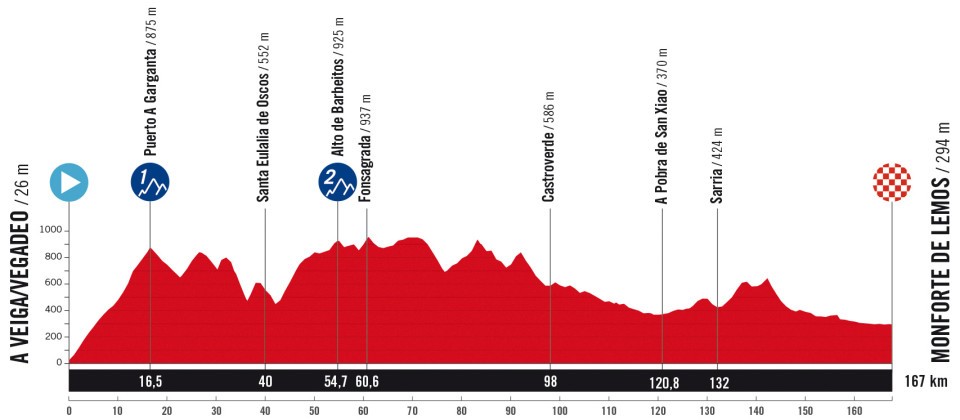 A VEIGA/VEGADEO / 26 m
Puerto A Garganta / 875 m
1
Santa Eulalia de Oscos / 552 m
Alto de Barbeitos / 925 m
2
Fonsagrada / 937 m
Castroverde / 586 m
A Pobra de San Xiao / 370 m
Sarria / 424 m
MONFORTE DE LEMOS / 294 m
1000
800
600
400
200
0
16,5 40 54,7 60,6 98 120,8 132 167 km
0 10 20 30 40 50 60 70 80 90 100 110 120 130 140 150 160